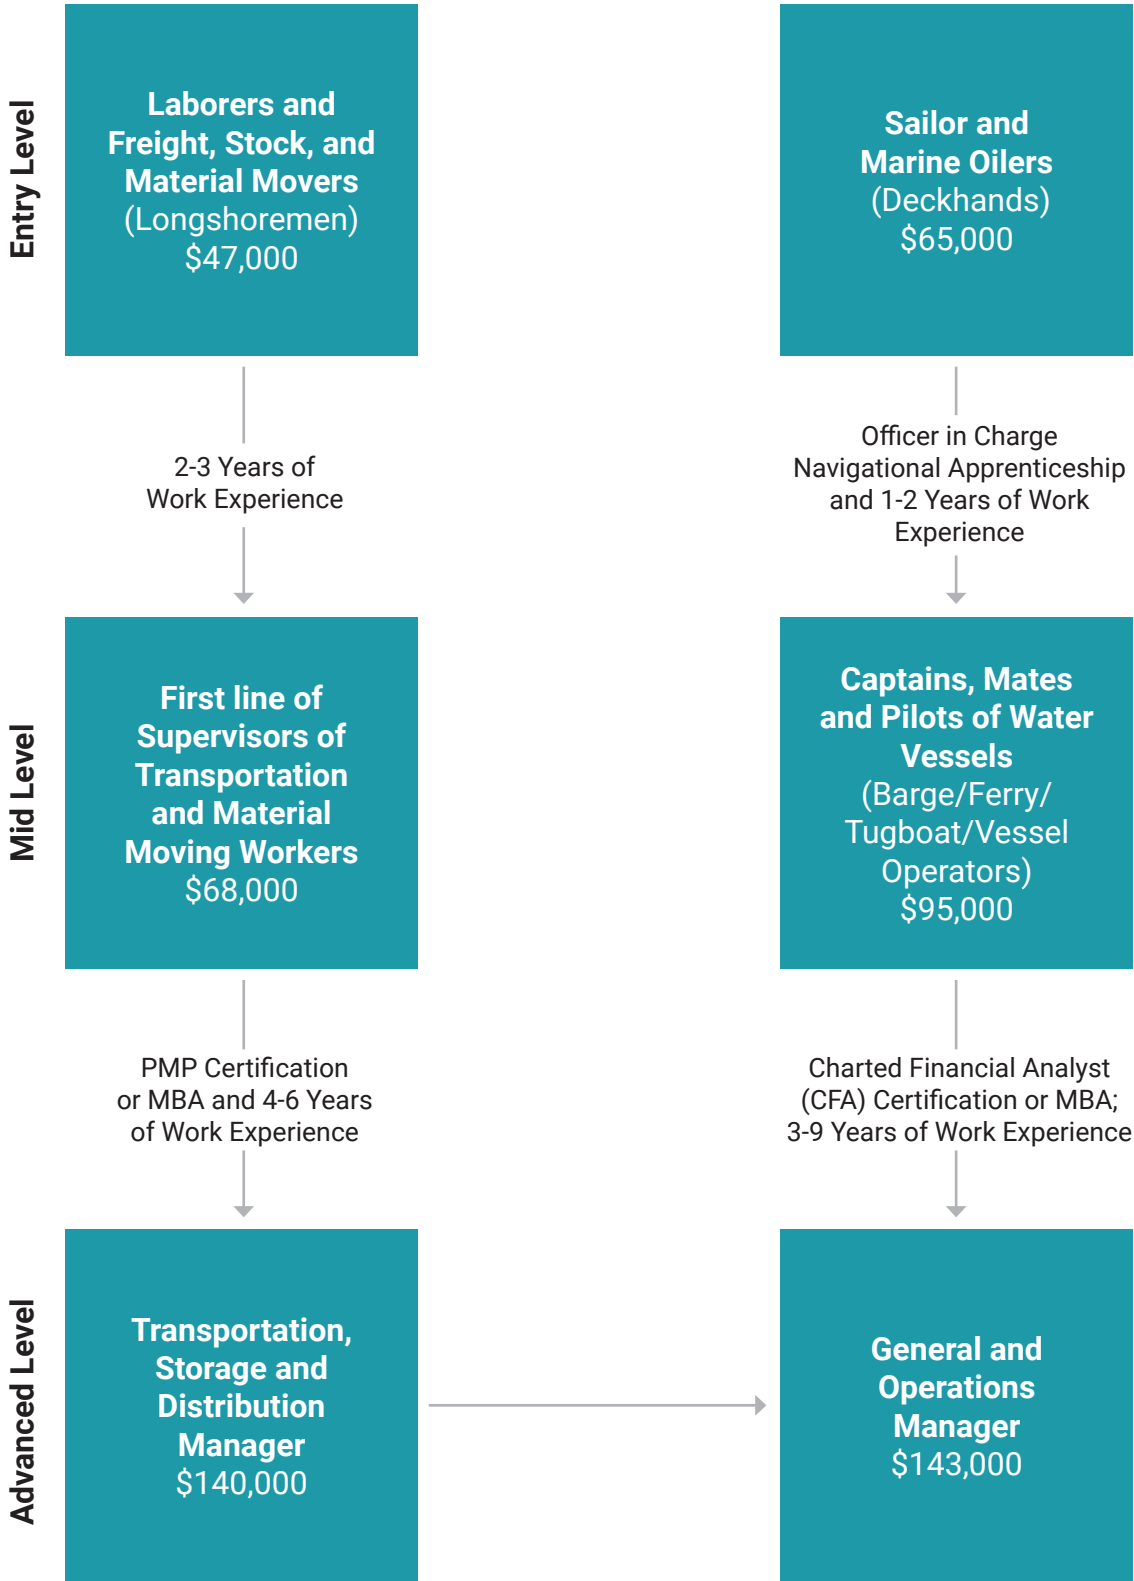 Entry Level
Laborers and
Freight, Stock, and
Material Movers
(Longshoremen)
$47,000
Sailor and
Marine Oilers
(Deckhands)
$65,000
2-3 Years of
Work Experience
Officer in Charge
Navigational Apprenticeship
and 1-2 Years of Work
Experience
Mid Level
First line of
Supervisors of
Transportation
and Material
Moving Workers
$68,000
Captains, Mates
and Pilots of Water
Vessels
(Barge/Ferry/
Tugboat/Vessel
Operators)
$95,000
PMP Certification
or MBA and 4-6 Years
of Work Experience
Charted Financial Analyst
(CFA) Certification or MBA;
3-9 Years of Work Experience
Advanced Level
Transportation,
Storage and
Distribution
Manager
$140,000
General and
Operations
Manager
$143,000